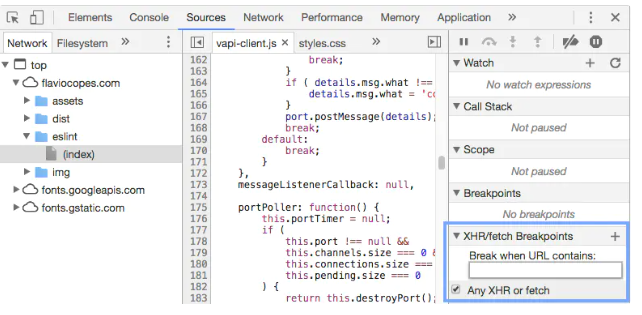 Elements Console Sources Network Performance Memory Application » ⋮ ✕
Network Filesystem » ⋮
top
flaviocopes.com
assets
dist
eslint
(index)
img
fonts.googleapis.com
fonts.gstatic.com
vapi-client.js × styles.css »
162 break;
163 }
164 if ( details.msg.what !==
165 details.msg.what = 'co
166 }
167 port.postMessage(details);
168 break;
169 default:
170 break;
171 }
172 },
173 messageListenerCallback: null,
174
175 portPoller: function() {
176 this.portTimer = null;
177 if (
178 this.port !== null &&
179 this.channels.size === 0 &
180 this.connections.size ===
181 this.pending.size === 0
182 ) {
183 return this.destroyPort();
Watch
No watch expressions
Call Stack
Not paused
Scope
Not paused
Breakpoints
No breakpoints
XHR/fetch Breakpoints +
Break when URL contains:
Any XHR or fetch